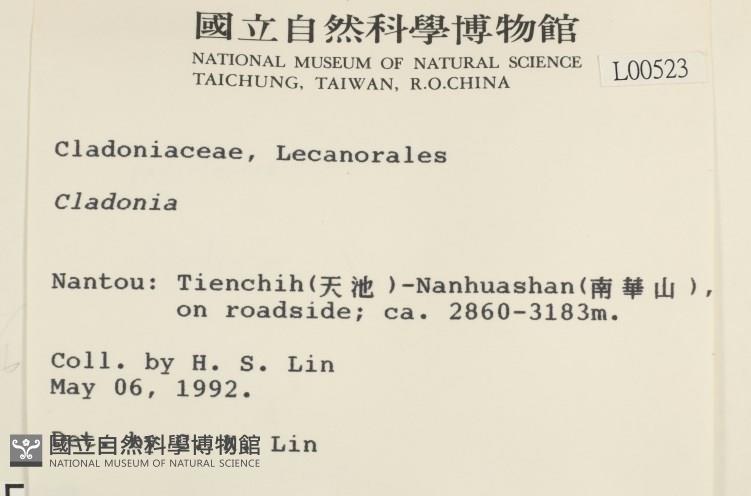 國立自然科學博物館
NATIONAL MUSEUM OF NATURAL SCIENCE
TAICHUNG, TAIWAN, R.O.CHINA
L00523
Cladoniaceae, Lecanorales
Cladonia
Nantou: Tienchih(天池)-Nanhuashan(南華山),
on roadside; ca. 2860-3183m.
Coll. by H. S. Lin
May 06, 1992.
Det. by Lin
國立自然科學博物館
NATIONAL MUSEUM OF NATURAL SCIENCE